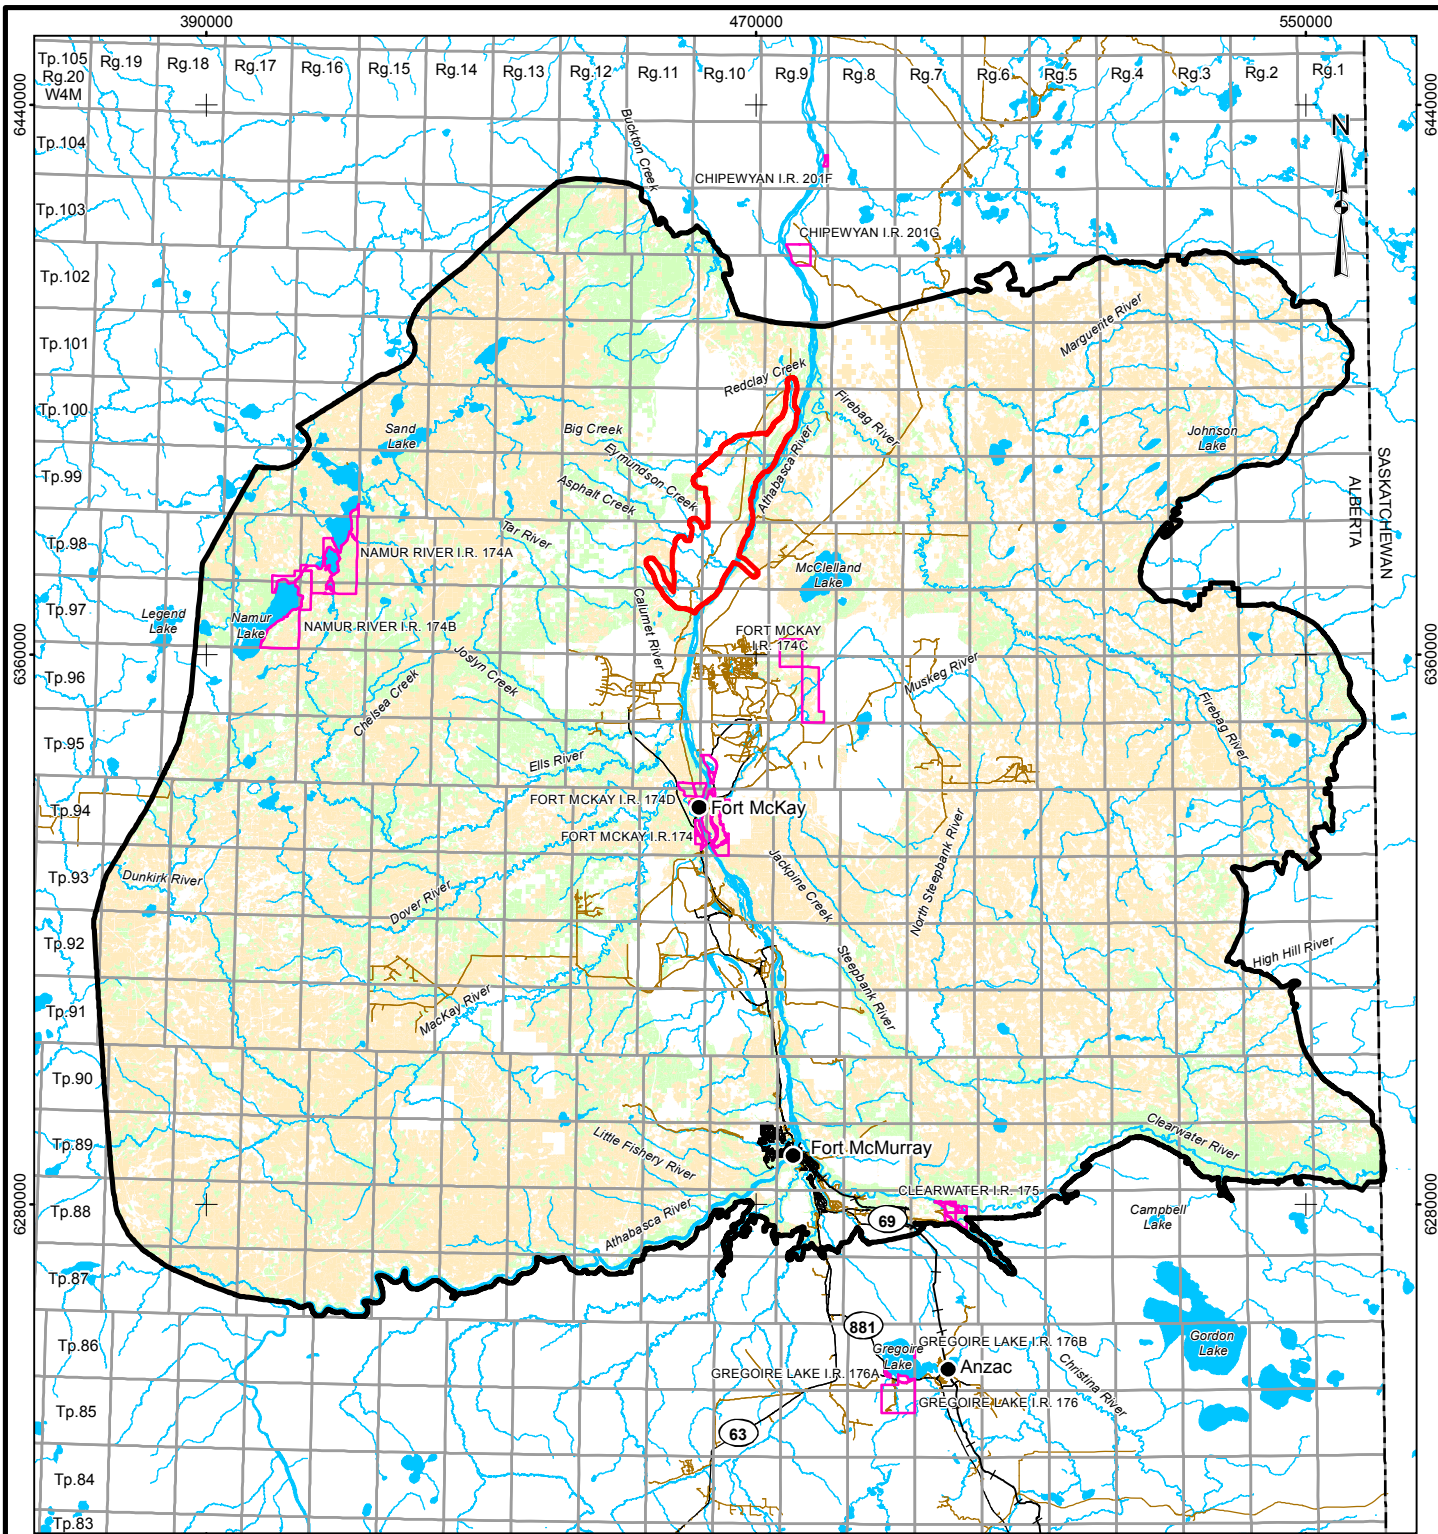 390000
470000
550000
Tp.105
Rg.20
W4M
Rg.19
Rg.18
Rg.17
Rg.16
Rg.15
Rg.14
Rg.13
Rg.12
Rg.11
Rg.10
Rg.9
Rg.8
Rg.7
Rg.6
Rg.5
Rg.4
Rg.3
Rg.2
Rg.1
6440000
6440000
N
Tp.104
Buckton Creek
CHIPEWYAN I.R. 201F
Tp.103
CHIPEWYAN I.R. 201G
Tp.102
Marguerite River
Tp.101
Redclay Creek
Tp.100
Sand
Lake
Big Creek
Firebag River
Johnson
Lake
Eymundson Creek
Athabasca River
Tp.99
Asphalt Creek
SASKATCHEWAN
ALBERTA
Tar River
Tp.98
NAMUR RIVER I.R. 174A
McClelland
Lake
Tp.97
Legend
Lake
Namur
Lake
NAMUR RIVER I.R. 174B
Calumet River
FORT MCKAY
I.R. 174C
6360000
6360000
Tp.96
Joslyn Creek
Chelsea Creek
Muskeg River
Firebag River
Tp.95
Ells River
FORT MCKAY I.R. 174D
Tp.94
Fort McKay
FORT MCKAY I.R.174
North Steepbank River
Tp.93
Dunkirk River
Dover River
Jackpine Creek
Tp.92
Steepbank River
High Hill River
Tp.91
MacKay River
Tp.90
Tp.89
Little Fishery River
Fort McMurray
Clearwater River
CLEARWATER I.R. 175
6280000
6280000
Tp.88
Athabasca River
69
Campbell
Lake
Tp.87
881
Tp.86
Gregoire
Lake
GREGOIRE LAKE I.R. 176B
Gordon
Lake
GREGOIRE LAKE I.R. 176A
Anzac
Christina River
Tp.85
GREGOIRE LAKE I.R. 176
63
Tp.84
Tp.83